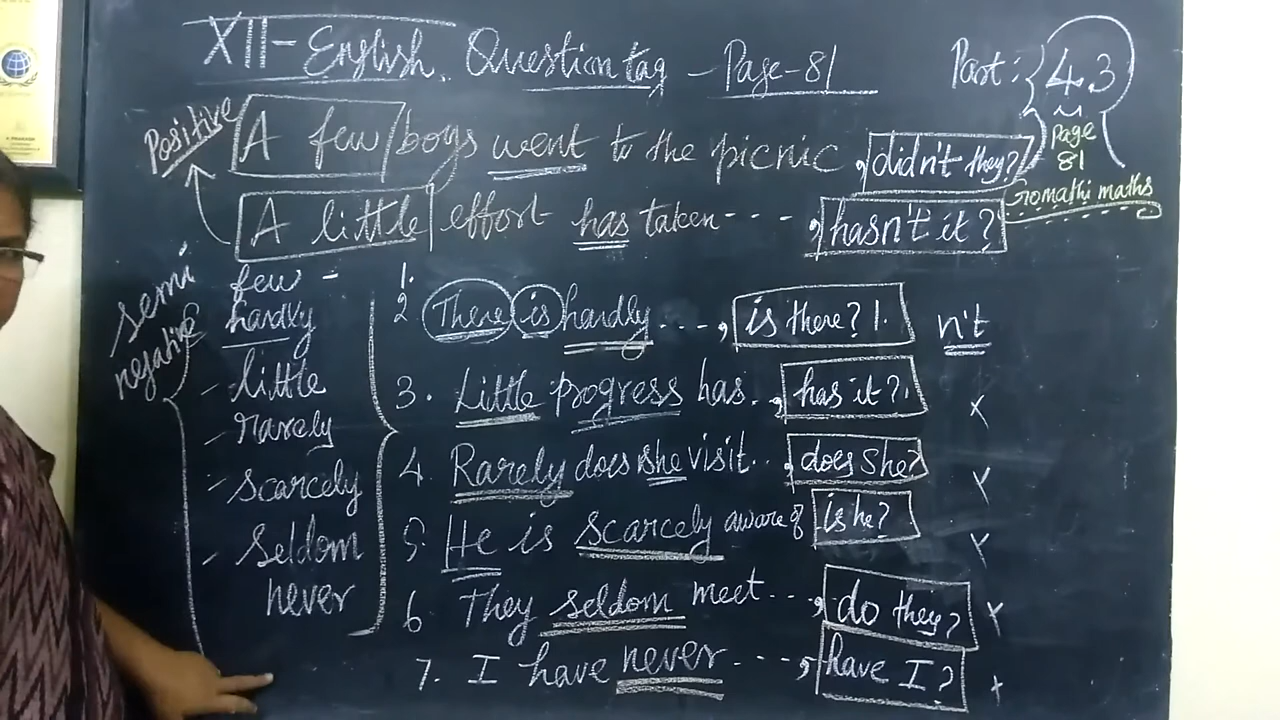 XII - English. Question tag - Page - 81
Part: 43
Page
81
Gomathi maths
Positive
A few boys went to the picnic, didn't they?
A little effort has taken - - - -, hasn't it?
semi negative
few -
hardly
little
rarely
scarcely
seldom
never
1.
2 There is hardly - - - -, is there? 1. n't
3. Little progress has. ., has it?. x
4. Rarely does she visit. . , does she?
5. He is scarcely aware of is he?
6 They seldom meet . . . ., do they?
7. I have never - - - -, have I?